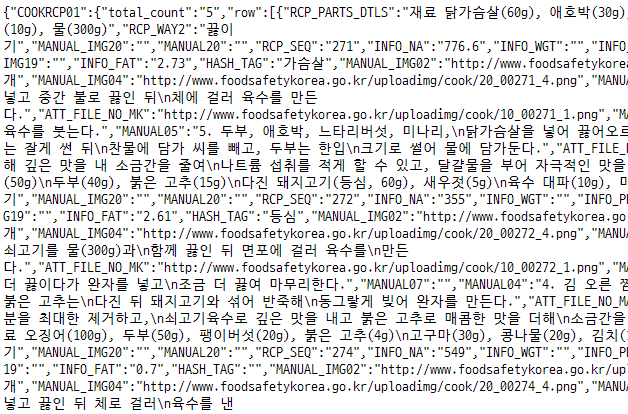 {"COOKRCP01":{"total_count":"5","row":[{"RCP_PARTS_DTLS":"재료 닭가슴살(60g), 애호박(30g)
(10g), 물(300g)","RCP_WAY2":"끓이
기","MANUAL_IMG20":"","MANUAL20":"","RCP_SEQ":"271","INFO_NA":"776.6","INFO_WGT":"","INFO_
IMG19":"","INFO_FAT":"2.73","HASH_TAG":"가슴살","MANUAL_IMG02":"http://www.foodsafetykorea
개","MANUAL_IMG04":"http://www.foodsafetykorea.go.kr/uploadimg/cook/20_00271_4.png","MANUA
넣고 중간 불로 끓인 뒤\n체에 걸러 육수를 만든
다.","ATT_FILE_NO_MK":"http://www.foodsafetykorea.go.kr/uploadimg/cook/10_00271_1.png","MA
육수를 붓는다.","MANUAL05":"5. 두부, 애호박, 느타리버섯, 미나리,\n닭가슴살을 넣어 끓어오르
는 잘게 썬 뒤\n찬물에 담가 씨를 빼고, 두부는 한입\n크기로 썰어 물에 담가둔다.","ATT_FILE
해 깊은 맛을 내 소금간을 줄여\n나트륨 섭취를 적게 할 수 있고, 달걀물을 부어 자극적인 맛을
(50g)\n두부(40g), 붉은 고추(15g)\n다진 돼지고기(등심, 60g), 새우젓(5g)\n육수 대파(10g),
기","MANUAL_IMG20":"","MANUAL20":"","RCP_SEQ":"272","INFO_NA":"355","INFO_WGT":"","INFO_P
G19":"","INFO_FAT":"2.61","HASH_TAG":"등심","MANUAL_IMG02":"http://www.foodsafetykorea.go
개","MANUAL_IMG04":"http://www.foodsafetykorea.go.kr/uploadimg/cook/20_00272_4.png","MANUA
쇠고기를 물(300g)과\n함께 끓인 뒤 면포에 걸러 육수를\n만든
다.","ATT_FILE_NO_MK":"http://www.foodsafetykorea.go.kr/uploadimg/cook/10_00272_1.png","MA
더 끓이다가 완자를 넣고\n조금 더 끓여 마무리한다.","MANUAL07":"","MANUAL04":"4. 김 오른
붉은 고추는\n다진 뒤 돼지고기와 섞어 반죽해\n동그랗게 빚어 완자를 만든다.","ATT_FILE_NO_MA
분을 최대한 제거하고,\n쇠고기육수로 깊은 맛을 내고 붉은 고추로 매콤한 맛을 더해\n소금간을
료 오징어(100g), 두부(50g), 팽이버섯(20g), 붉은 고추(4g)\n고구마(30g), 콩나물(20g), 김치(1
기","MANUAL_IMG20":"","MANUAL20":"","RCP_SEQ":"274","INFO_NA":"549","INFO_WGT":"","INFO_P
19":"","INFO_FAT":"0.7","HASH_TAG":"","MANUAL_IMG02":"http://www.foodsafetykorea.go.kr/upl
개","MANUAL_IMG04":"http://www.foodsafetykorea.go.kr/uploadimg/cook/20_00274_4.png","MANUA
넣고 끓인 뒤 체로 걸러\n육수를 낸